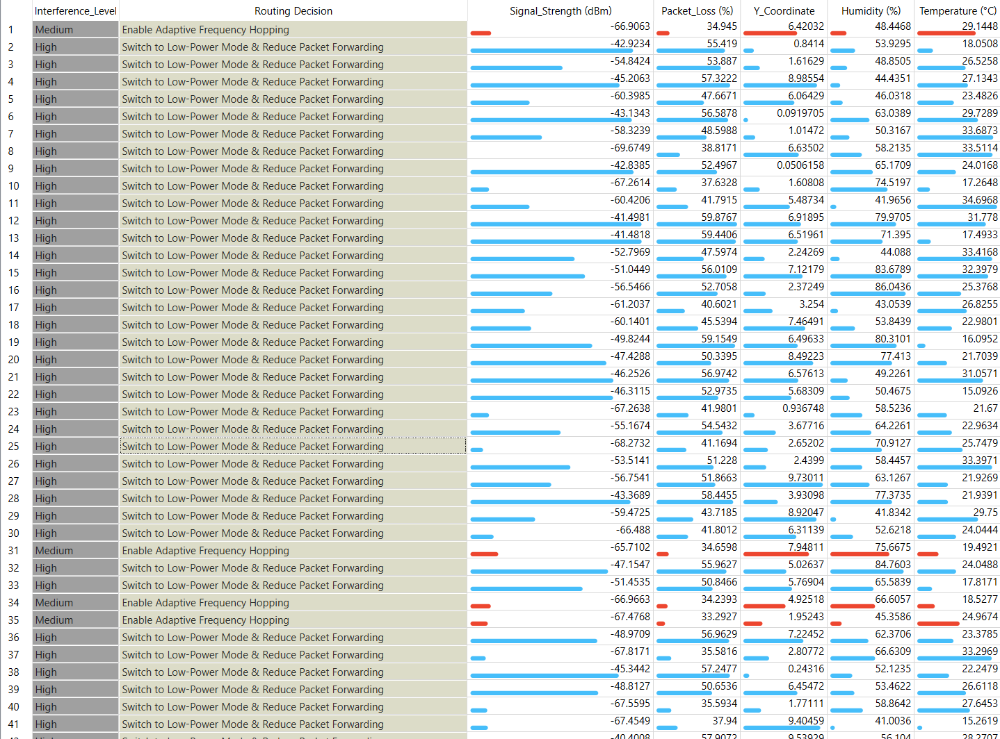 Interference_Level Routing Decision Signal_Strength (dBm) Packet_Loss (%) Y_Coordinate Humidity (%) Temperature (°C)
1 Medium Enable Adaptive Frequency Hopping -66.9063 34.945 6.42032 48.4468 29.1448
2 High Switch to Low-Power Mode & Reduce Packet Forwarding -42.9234 55.419 0.8414 53.9295 18.0508
3 High Switch to Low-Power Mode & Reduce Packet Forwarding -54.8424 53.887 1.61629 48.8505 26.5258
4 High Switch to Low-Power Mode & Reduce Packet Forwarding -45.2063 57.3222 8.98554 44.4351 27.1343
5 High Switch to Low-Power Mode & Reduce Packet Forwarding -60.3985 47.6671 6.06429 46.0318 23.4826
6 High Switch to Low-Power Mode & Reduce Packet Forwarding -43.1343 56.5878 0.0919705 63.0389 29.7289
7 High Switch to Low-Power Mode & Reduce Packet Forwarding -58.3239 48.5988 1.01472 50.3167 33.6873
8 High Switch to Low-Power Mode & Reduce Packet Forwarding -69.6749 38.8171 6.63502 58.2135 33.5114
9 High Switch to Low-Power Mode & Reduce Packet Forwarding -42.8385 52.4967 0.0506158 65.1709 24.0168
10 High Switch to Low-Power Mode & Reduce Packet Forwarding -67.2614 37.6328 1.60808 74.5197 17.2648
11 High Switch to Low-Power Mode & Reduce Packet Forwarding -60.4206 41.7915 5.48734 41.9656 34.6968
12 High Switch to Low-Power Mode & Reduce Packet Forwarding -41.4981 59.8767 6.91895 79.9705 31.778
13 High Switch to Low-Power Mode & Reduce Packet Forwarding -41.4818 59.4406 6.51961 71.395 17.4933
14 High Switch to Low-Power Mode & Reduce Packet Forwarding -52.7969 47.5974 2.24269 44.088 33.4168
15 High Switch to Low-Power Mode & Reduce Packet Forwarding -51.0449 56.0109 7.12179 83.6789 32.3979
16 High Switch to Low-Power Mode & Reduce Packet Forwarding -56.5466 52.7058 2.37249 86.0436 25.3768
17 High Switch to Low-Power Mode & Reduce Packet Forwarding -61.2037 40.6021 3.254 43.0539 26.8255
18 High Switch to Low-Power Mode & Reduce Packet Forwarding -60.1401 45.5394 7.46491 53.8439 22.9801
19 High Switch to Low-Power Mode & Reduce Packet Forwarding -49.8244 59.1549 6.49633 80.3101 16.0952
20 High Switch to Low-Power Mode & Reduce Packet Forwarding -47.4288 50.3395 8.49223 77.413 21.7039
21 High Switch to Low-Power Mode & Reduce Packet Forwarding -46.2526 56.9742 6.57613 49.2261 31.0571
22 High Switch to Low-Power Mode & Reduce Packet Forwarding -46.3115 52.9735 5.68309 50.4675 15.0926
23 High Switch to Low-Power Mode & Reduce Packet Forwarding -67.2638 41.9801 0.936748 58.5236 21.67
24 High Switch to Low-Power Mode & Reduce Packet Forwarding -55.1674 54.5432 3.67716 64.2261 22.9634
25 High Switch to Low-Power Mode & Reduce Packet Forwarding -68.2732 41.1694 2.65202 70.9127 25.7479
26 High Switch to Low-Power Mode & Reduce Packet Forwarding -53.5141 51.228 2.4399 58.4457 33.3971
27 High Switch to Low-Power Mode & Reduce Packet Forwarding -56.7541 51.8663 9.73011 63.1267 21.9269
28 High Switch to Low-Power Mode & Reduce Packet Forwarding -43.3689 58.4455 3.93098 77.3735 21.9391
29 High Switch to Low-Power Mode & Reduce Packet Forwarding -59.4725 43.7185 8.92047 41.8342 29.75
30 High Switch to Low-Power Mode & Reduce Packet Forwarding -66.488 41.8012 6.31139 52.6218 24.0444
31 Medium Enable Adaptive Frequency Hopping -65.7102 34.6598 7.94811 75.6675 19.4921
32 High Switch to Low-Power Mode & Reduce Packet Forwarding -47.1547 55.9627 5.02637 84.7603 24.0488
33 High Switch to Low-Power Mode & Reduce Packet Forwarding -51.4535 50.8466 5.76904 65.5839 17.8171
34 Medium Enable Adaptive Frequency Hopping -66.9663 34.2393 4.92518 66.6057 18.5277
35 Medium Enable Adaptive Frequency Hopping -67.4768 33.2927 1.95243 45.3586 24.9674
36 High Switch to Low-Power Mode & Reduce Packet Forwarding -48.9709 56.9629 7.22452 62.3706 23.3785
37 High Switch to Low-Power Mode & Reduce Packet Forwarding -67.8171 35.5816 2.80772 66.6309 33.2969
38 High Switch to Low-Power Mode & Reduce Packet Forwarding -45.3442 57.2477 0.24316 52.1235 22.2479
39 High Switch to Low-Power Mode & Reduce Packet Forwarding -48.8127 50.6536 6.45472 53.4622 26.6118
40 High Switch to Low-Power Mode & Reduce Packet Forwarding -67.5595 35.5934 1.77111 58.8642 27.6453
41 High Switch to Low-Power Mode & Reduce Packet Forwarding -67.4549 37.94 9.40459 41.0036 15.2619